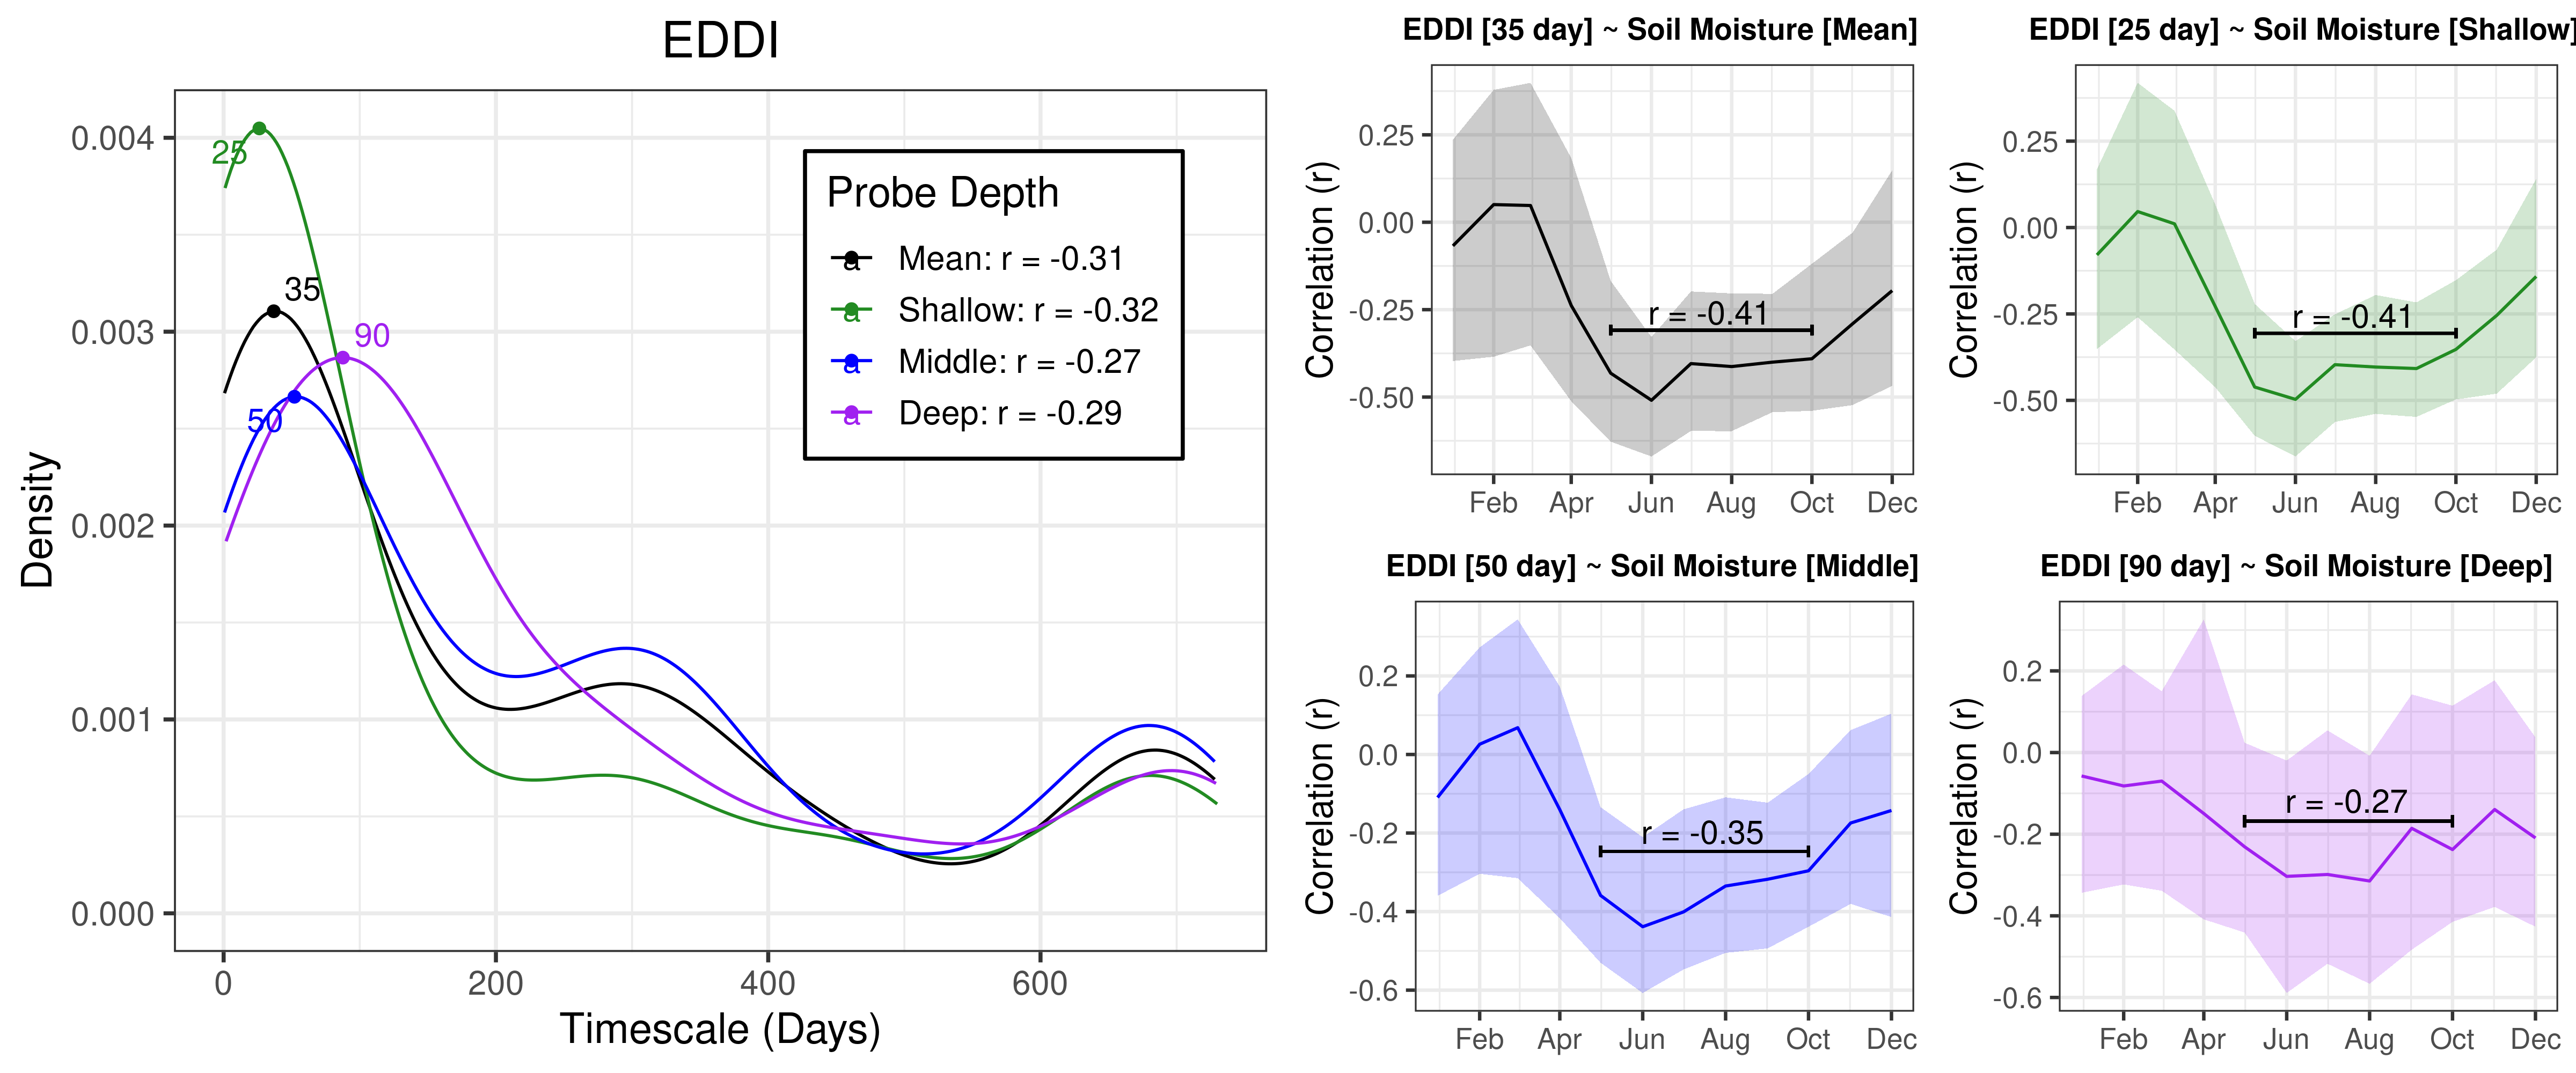 EDDI
Density
0.004
0.003
0.002
0.001
0.000
0 200 400 600
Timescale (Days)
25
35
90
50
Probe Depth
a Mean: r = -0.31
a Shallow: r = -0.32
a Middle: r = -0.27
a Deep: r = -0.29
EDDI [35 day] ~ Soil Moisture [Mean]
Correlation (r)
0.25
0.00
-0.25
-0.50
r = -0.41
Feb Apr Jun Aug Oct Dec
EDDI [25 day] ~ Soil Moisture [Shallow]
Correlation (r)
0.25
0.00
-0.25
-0.50
r = -0.41
Feb Apr Jun Aug Oct Dec
EDDI [50 day] ~ Soil Moisture [Middle]
Correlation (r)
0.2
0.0
-0.2
-0.4
-0.6
r = -0.35
Feb Apr Jun Aug Oct Dec
EDDI [90 day] ~ Soil Moisture [Deep]
Correlation (r)
0.2
0.0
-0.2
-0.4
-0.6
r = -0.27
Feb Apr Jun Aug Oct Dec